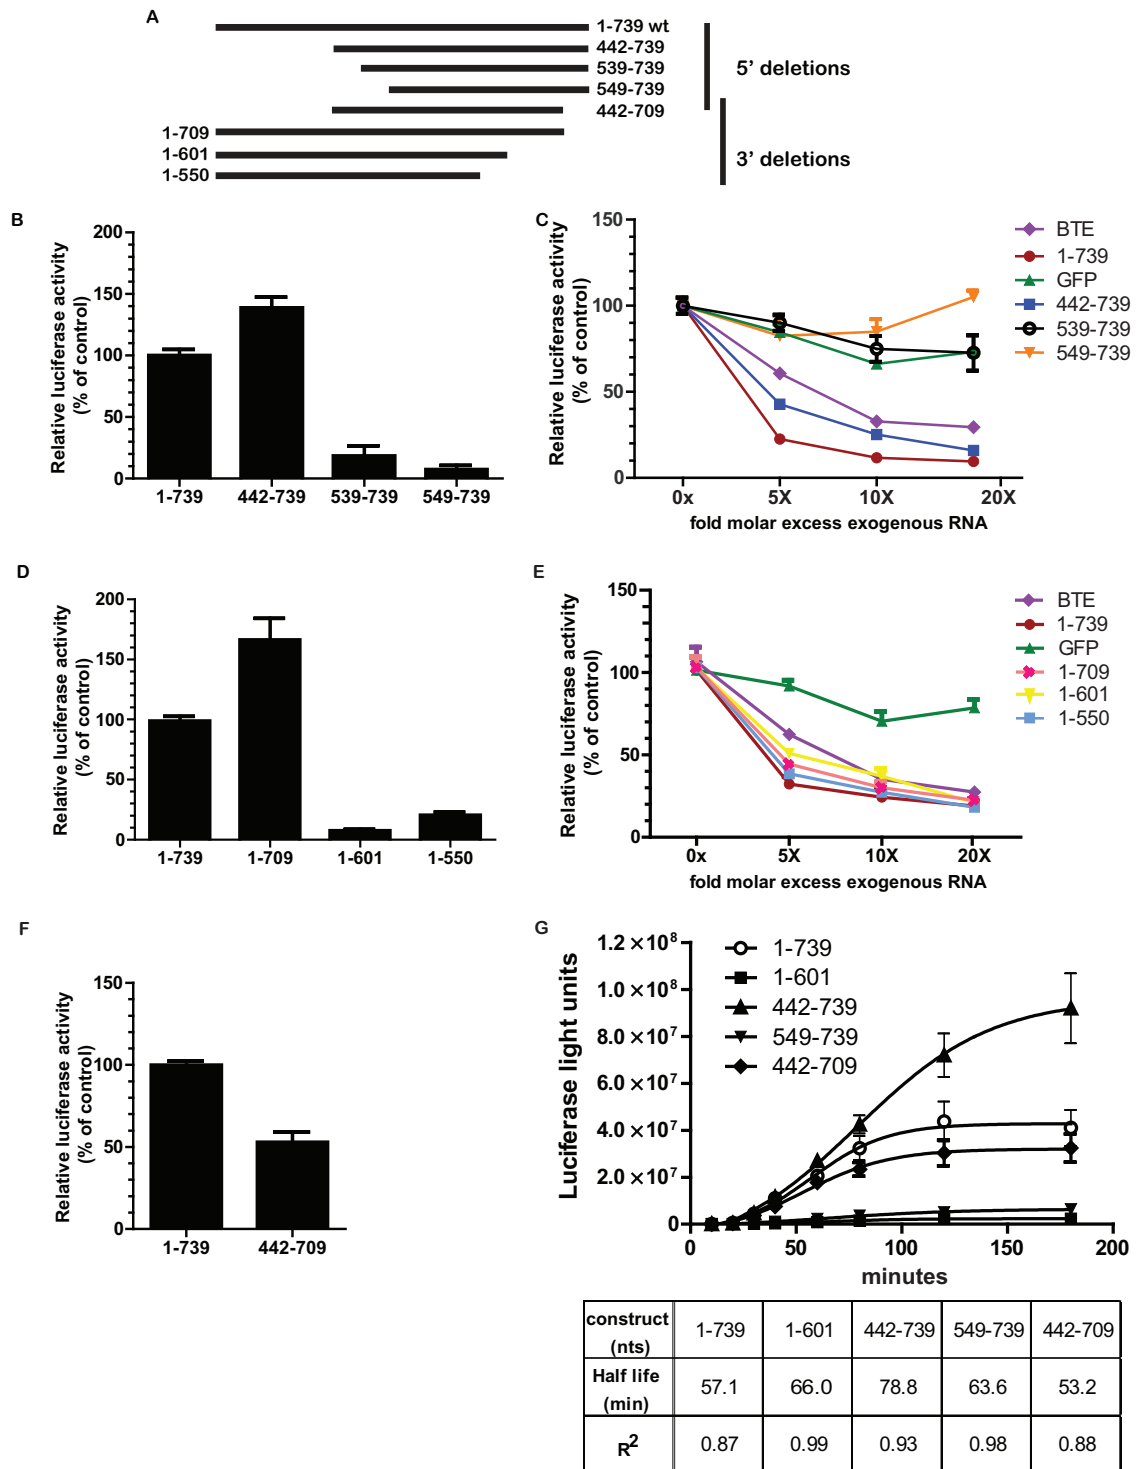 A
1-739 wt
442-739
539-739
549-739
442-709
1-709
1-601
1-550
5' deletions
3' deletions
B
Relative luciferase activity
(% of control)
200
150
100
50
0
1-739 442-739 539-739 549-739
C
Relative luciferase activity
(% of control)
150
100
50
0
0x 5X 10X 20X
fold molar excess exogenous RNA
BTE
1-739
GFP
442-739
539-739
549-739
D
Relative luciferase activity
(% of control)
200
150
100
50
0
1-739 1-709 1-601 1-550
E
Relative luciferase activity
(% of control)
150
100
50
0
0x 5X 10X 20X
fold molar excess exogenous RNA
BTE
1-739
GFP
1-709
1-601
1-550
F
Relative luciferase activity
(% of control)
150
100
50
0
1-739 442-709
G
Luciferase light units
1.2×10⁸
1.0×10⁸
8.0×10⁷
6.0×10⁷
4.0×10⁷
2.0×10⁷
0
0 50 100 150 200
minutes
1-739
1-601
442-739
549-739
442-709
construct (nts) 1-739 1-601 442-739 549-739 442-709
Half life (min) 57.1 66.0 78.8 63.6 53.2
R² 0.87 0.99 0.93 0.98 0.88